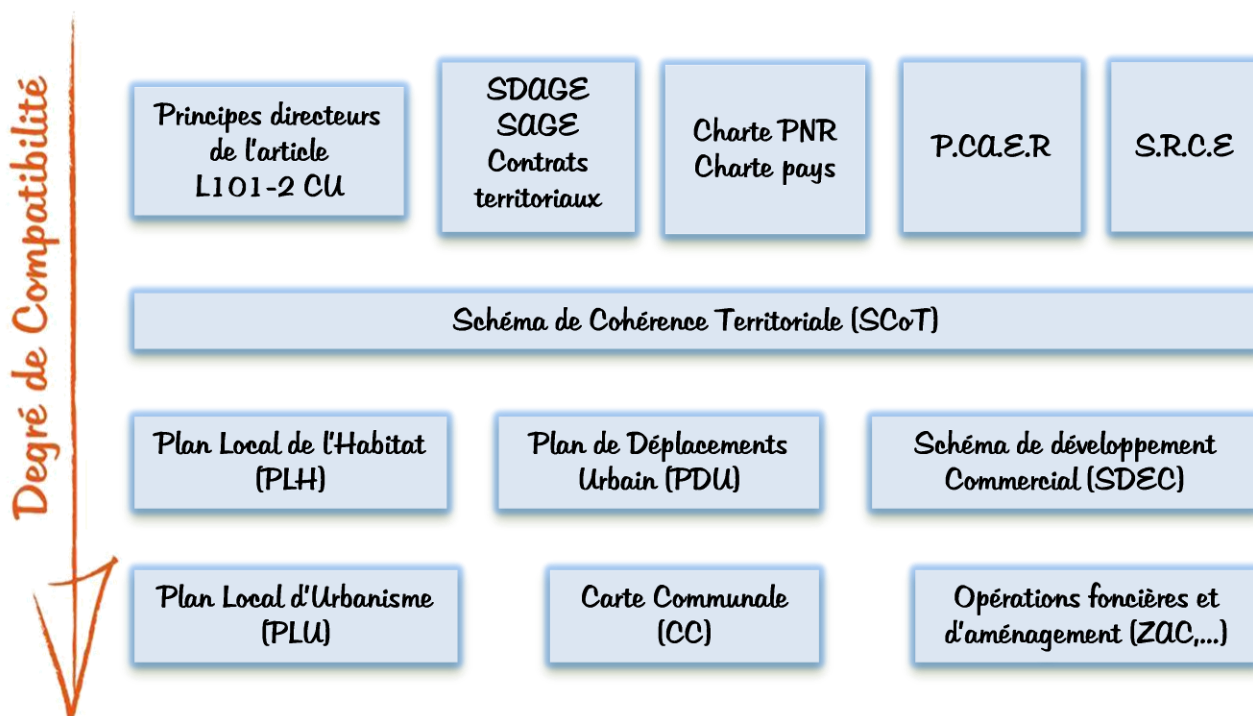 Degré de Compatibilité
Principes directeurs
de l'article
L101-2 CU
SDAGE
SAGE
Contrats
territoriaux
Charte PNR
Charte pays
P.CA.E.R
S.R.C.E
Schéma de Cohérence Territoriale (SCoT)
Plan Local de l'Habitat
(PLH)
Plan de Déplacements
Urbain (PDU)
Schéma de développement
Commercial (SDEC)
Plan Local d'Urbanisme
(PLU)
Carte Communale
(CC)
Opérations foncières et
d'aménagement (ZAC,...)